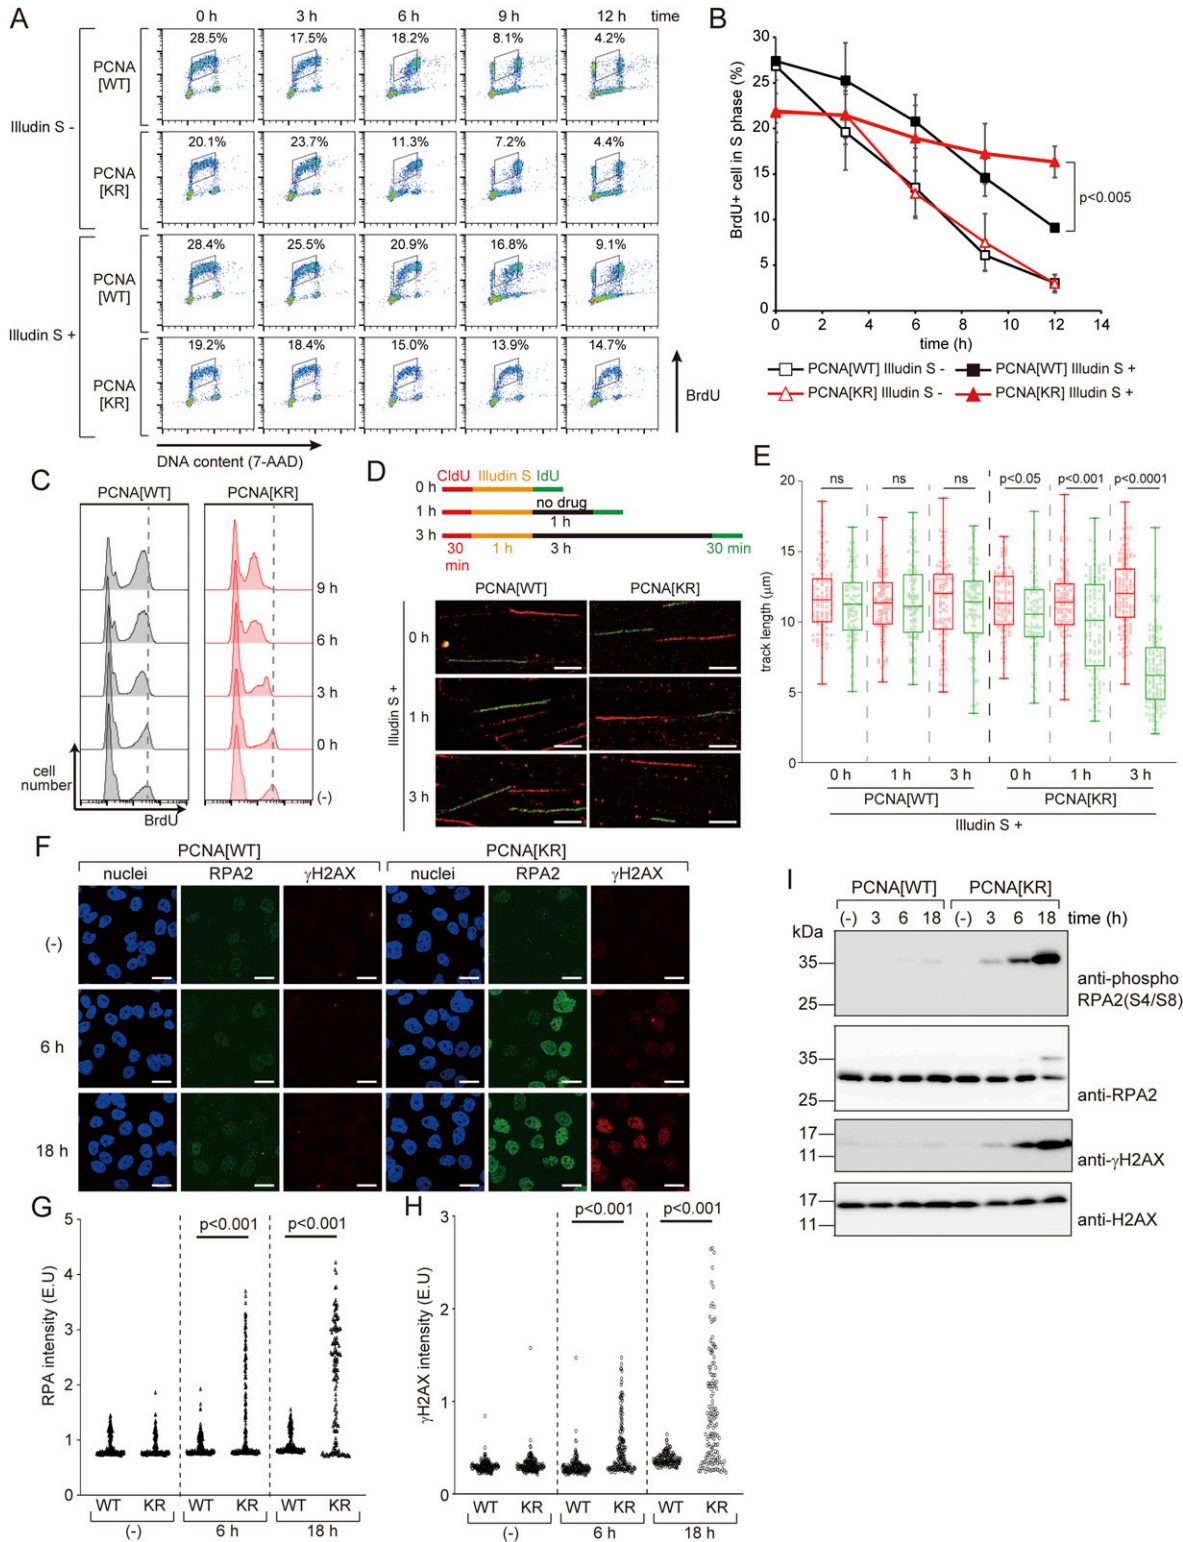 A
0 h 3 h 6 h 9 h 12 h time
Illudin S -
PCNA [WT]
28.5% 17.5% 18.2% 8.1% 4.2%
PCNA [KR]
20.1% 23.7% 11.3% 7.2% 4.4%
Illudin S +
PCNA [WT]
28.4% 25.5% 20.9% 16.8% 9.1%
PCNA [KR]
19.2% 18.4% 15.0% 13.9% 14.7%
BrdU
DNA content (7-AAD)
B
BrdU+ cell in S phase (%)
30
25
20
15
10
5
0
0 2 4 6 8 10 12 14
time (h)
p<0.005
PCNA[WT] Illudin S - PCNA[WT] Illudin S +
PCNA[KR] Illudin S - PCNA[KR] Illudin S +
C
PCNA[WT] PCNA[KR]
9 h
6 h
3 h
0 h
(-)
cell number
BrdU
D
CldU Illudin S IdU
0 h
no drug
1 h
1 h
3 h
30 min 1 h 3 h 30 min
PCNA[WT] PCNA[KR]
Illudin S +
0 h
1 h
3 h
E
ns ns ns p<0.05 p<0.001 p<0.0001
track length (μm)
20
15
10
5
0
0 h 1 h 3 h 0 h 1 h 3 h
PCNA[WT] PCNA[KR]
Illudin S +
F
PCNA[WT] PCNA[KR]
nuclei RPA2 γH2AX nuclei RPA2 γH2AX
(-)
6 h
18 h
G
RPA intensity (E.U)
5
4
3
2
1
0
p<0.001 p<0.001
WT KR WT KR WT KR
(-) 6 h 18 h
H
γH2AX intensity (E.U)
3
2
1
0
p<0.001 p<0.001
WT KR WT KR WT KR
(-) 6 h 18 h
I
PCNA[WT] PCNA[KR]
(-) 3 6 18 (-) 3 6 18 time (h)
kDa
35
25
anti-phospho RPA2(S4/S8)
35
25
anti-RPA2
17
11
anti-γH2AX
17
11
anti-H2AX